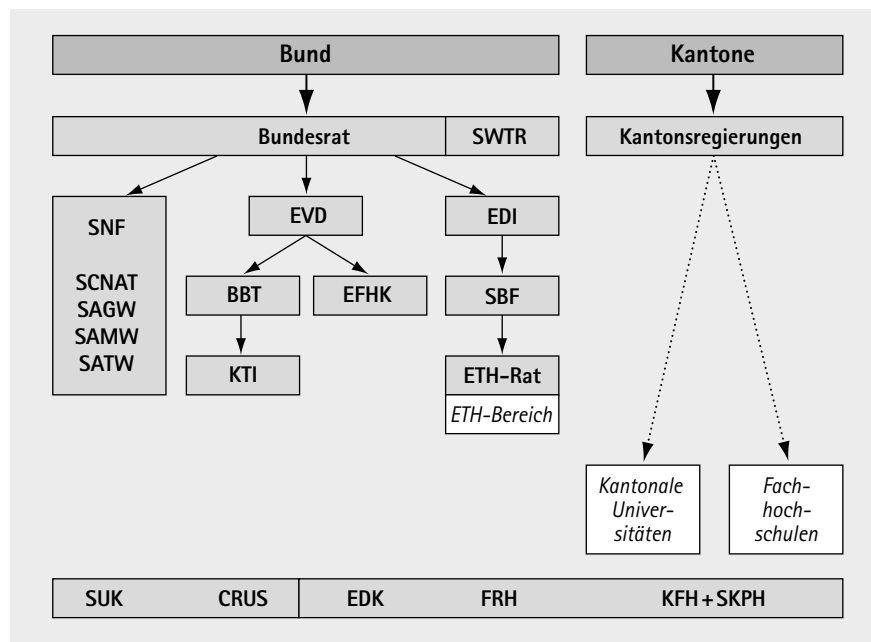 Bund
Kantone
Bundesrat
SWTR
Kantonsregierungen
SNF
SCNAT
SAGW
SAMW
SATW
EVD
EDI
BBT
EFHK
SBF
KTI
ETH-Rat
ETH-Bereich
Kantonale
Univer-
sitäten
Fach-
hoch-
schulen
SUK
CRUS
EDK
FRH
KFH+SKPH